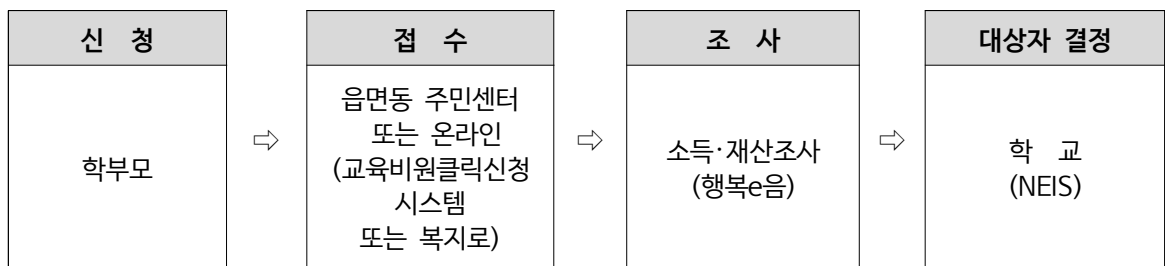 신 청
학부모
⇨
접 수
읍면동 주민센터
또는 온라인
(교육비원클릭신청
시스템
또는 복지로)
⇨
조 사
소득·재산조사
(행복e음)
⇨
대상자 결정
학 교
(NEIS)